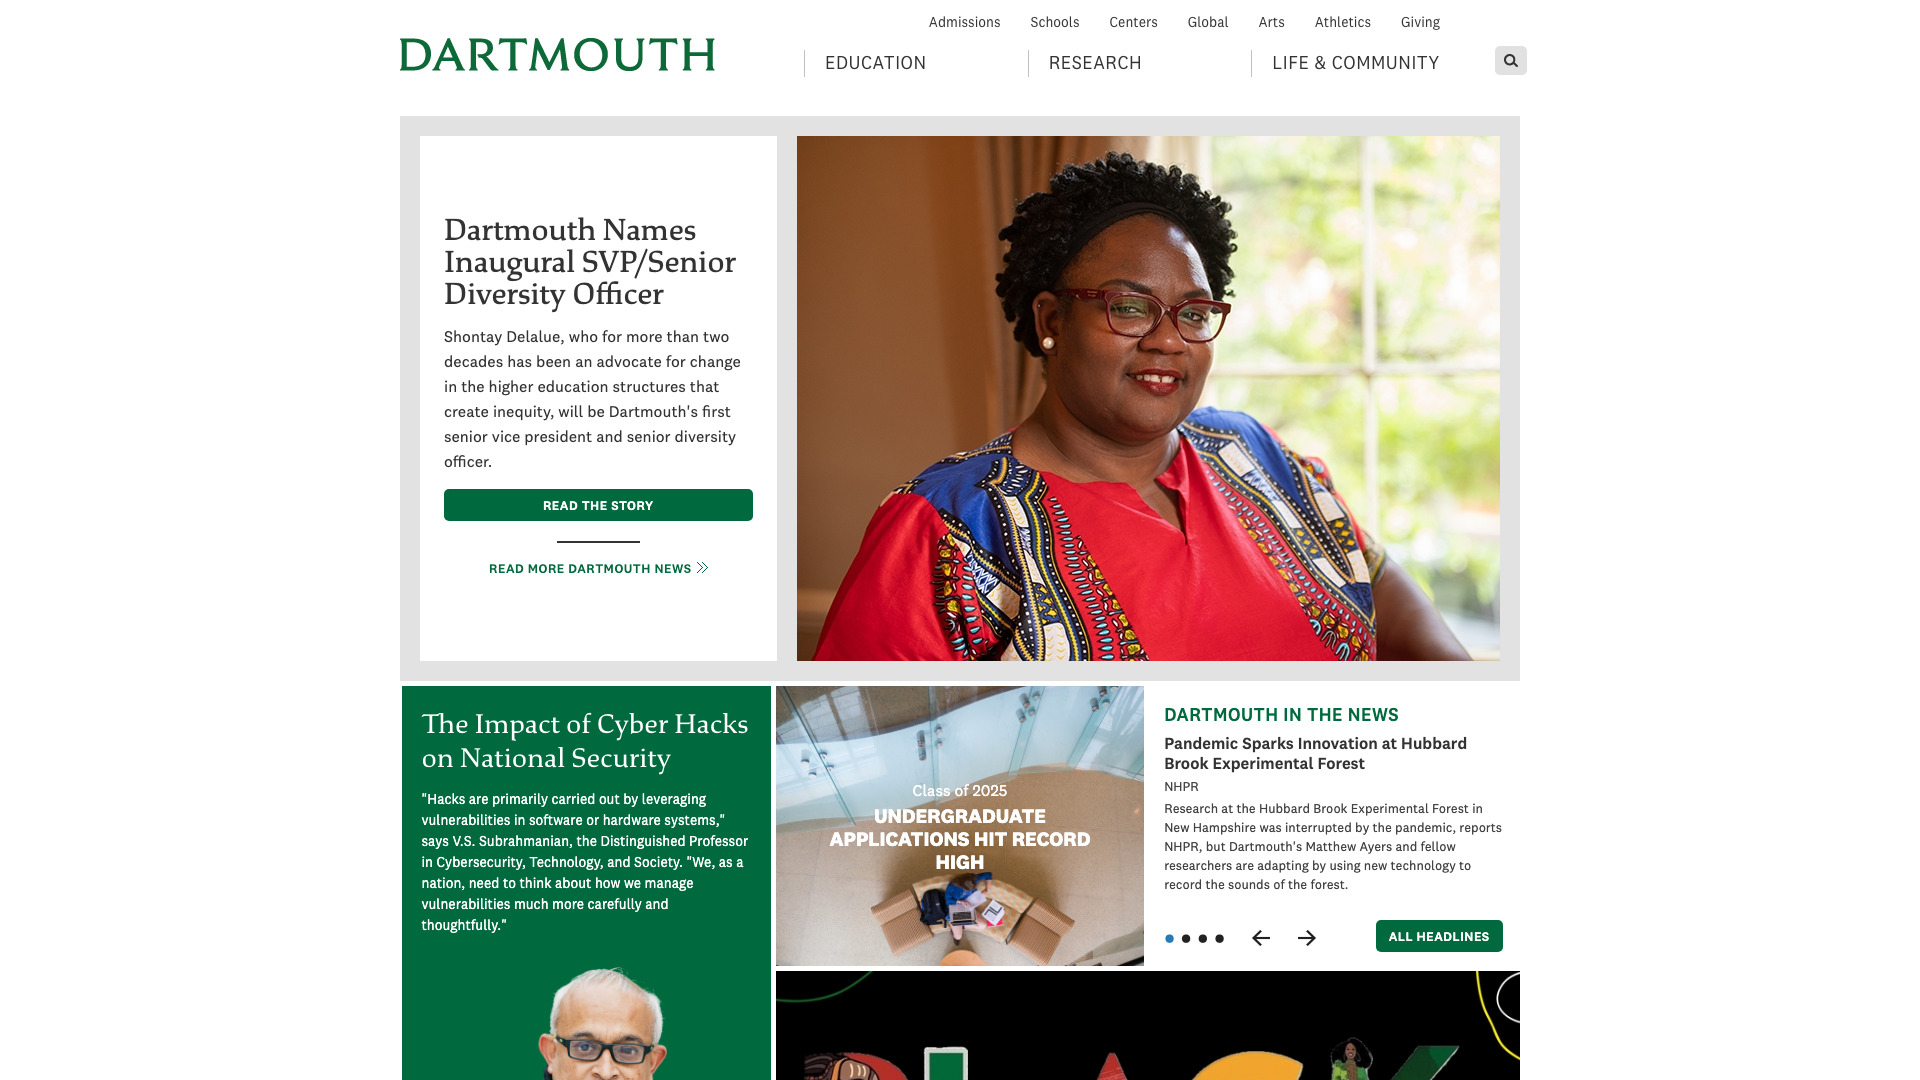 Admissions Schools Centers Global Arts Athletics Giving
DARTMOUTH
EDUCATION RESEARCH LIFE & COMMUNITY
Dartmouth Names
Inaugural SVP/Senior
Diversity Officer
Shontay Delalue, who for more than two
decades has been an advocate for change
in the higher education structures that
create inequity, will be Dartmouth's first
senior vice president and senior diversity
officer.
READ THE STORY
READ MORE DARTMOUTH NEWS
The Impact of Cyber Hacks
on National Security
"Hacks are primarily carried out by leveraging
vulnerabilities in software or hardware systems,"
says V.S. Subrahmanian, the Distinguished Professor
in Cybersecurity, Technology, and Society. "We, as a
nation, need to think about how we manage
vulnerabilities much more carefully and
thoughtfully."
Class of 2025
UNDERGRADUATE
APPLICATIONS HIT RECORD
HIGH
DARTMOUTH IN THE NEWS
Pandemic Sparks Innovation at Hubbard
Brook Experimental Forest
NHPR
Research at the Hubbard Brook Experimental Forest in
New Hampshire was interrupted by the pandemic, reports
NHPR, but Dartmouth's Matthew Ayers and fellow
researchers are adapting by using new technology to
record the sounds of the forest.
ALL HEADLINES